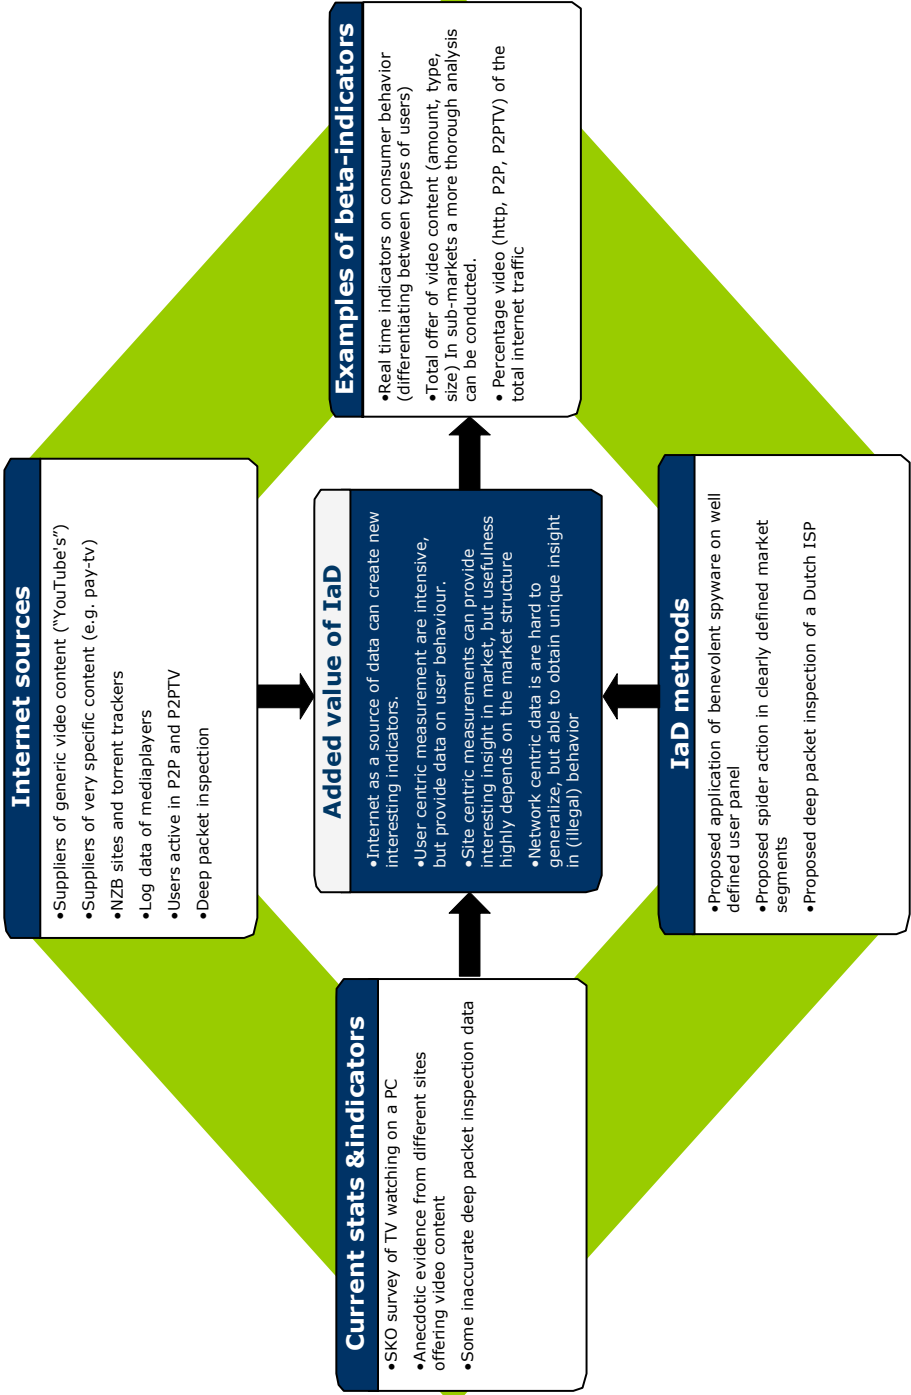 Internet sources
•Suppliers of generic video content (“YouTube's”)
•Suppliers of very specific content (e.g. pay-tv)
•NZB sites and torrent trackers
•Log data of mediaplayers
•Users active in P2P and P2PTV
•Deep packet inspection
Current stats &indicators
•SKO survey of TV watching on a PC
•Anecdotic evidence from different sites
offering video content
•Some inaccurate deep packet inspection data
Added value of IaD
•Internet as a source of data can create new
interesting indicators.
•User centric measurement are intensive,
but provide data on user behaviour.
•Site centric measurements can provide
interesting insight in market, but usefulness
highly depends on the market structure
•Network centric data is are hard to
generalize, but able to obtain unique insight
in (illegal) behavior
Examples of beta-indicators
•Real time indicators on consumer behavior
(differentiating between types of users)
•Total offer of video content (amount, type,
size) In sub-markets a more thorough analysis
can be conducted.
• Percentage video (http, P2P, P2PTV) of the
total internet traffic
IaD methods
•Proposed application of benevolent spyware on well
defined user panel
•Proposed spider action in clearly defined market
segments
•Proposed deep packet inspection of a Dutch ISP